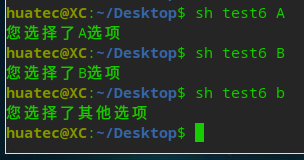 huatec@XC:~/Desktop$ sh test6 A
您选择了A选项
huatec@XC:~/Desktop$ sh test6 B
您选择了B选项
huatec@XC:~/Desktop$ sh test6 b
您选择了其他选项
huatec@XC:~/Desktop$